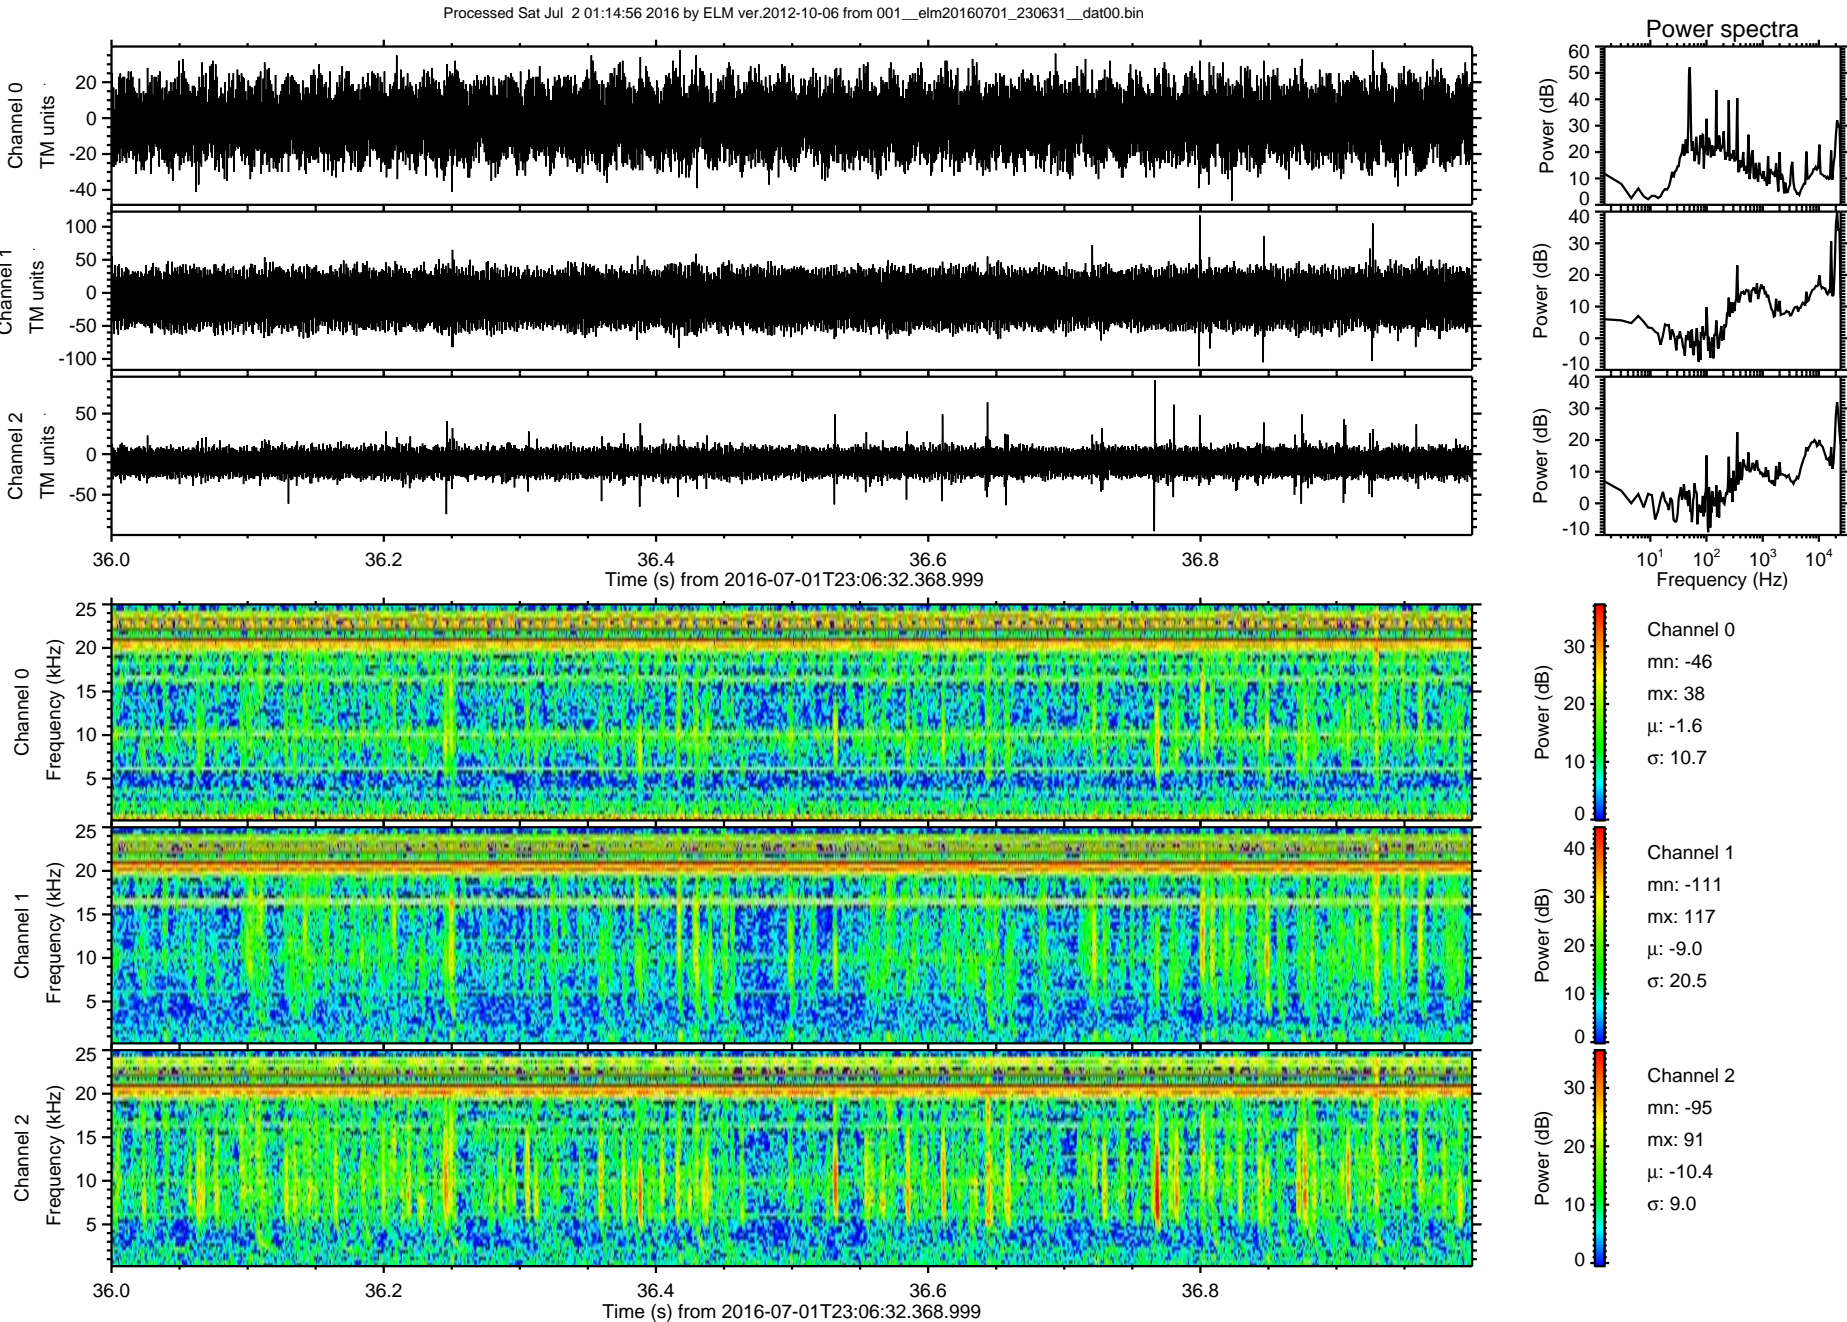 Processed Sat Jul 2 01:14:56 2016 by ELM ver.2012-10-06 from 001__elm20160701_230631__dat00.bin
Power spectra
Channel 0
TM units
20
0
-20
-40
Power (dB)
60
50
40
30
20
10
0
Channel 1
TM units
100
50
0
-50
-100
Power (dB)
40
30
20
10
0
-10
Channel 2
TM units
50
0
-50
Power (dB)
40
30
20
10
0
-10
36.0 36.2 36.4 36.6 36.8
Time (s) from 2016-07-01T23:06:32.368.999
10^1 10^2 10^3 10^4
Frequency (Hz)
Channel 0
Frequency (kHz)
25
20
15
10
5
Power (dB)
30
20
10
0
Channel 0
mn: -46
mx: 38
μ: -1.6
σ: 10.7
Channel 1
Frequency (kHz)
25
20
15
10
5
Power (dB)
40
30
20
10
0
Channel 1
mn: -111
mx: 117
μ: -9.0
σ: 20.5
Channel 2
Frequency (kHz)
25
20
15
10
5
Power (dB)
30
20
10
0
Channel 2
mn: -95
mx: 91
μ: -10.4
σ: 9.0
36.0 36.2 36.4 36.6 36.8
Time (s) from 2016-07-01T23:06:32.368.999